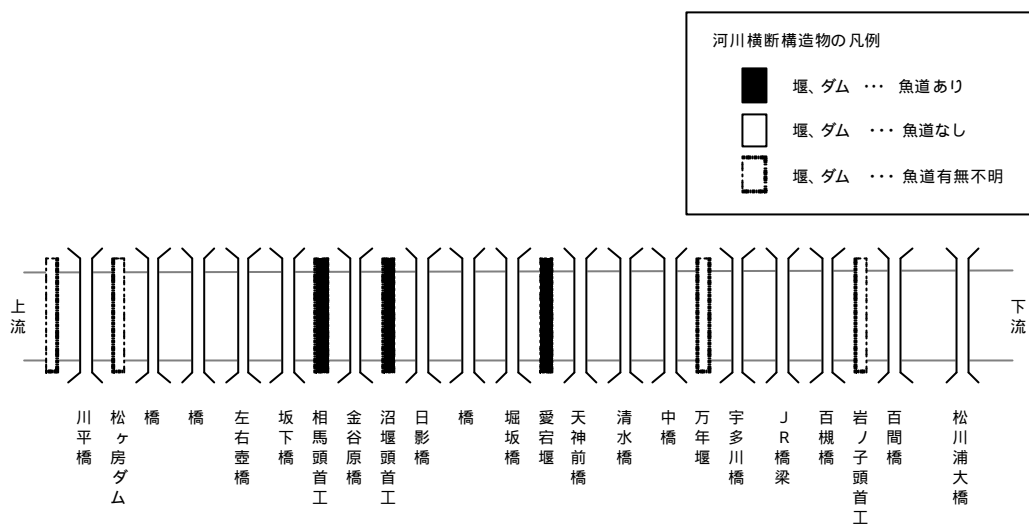 河川横断構造物の凡例
堰、ダム ・・・ 魚道あり
堰、ダム ・・・ 魚道なし
堰、ダム ・・・ 魚道有無不明
上流
下流
川平橋
松ヶ房ダム
橋
橋
左右壺橋
坂下橋
相馬頭首工
金谷原橋
沼堰頭首工
日影橋
橋
堀坂橋
愛宕堰
天神前橋
清水橋
中橋
万年堰
宇多川橋
ＪＲ橋梁
百槻橋
岩ノ子頭首工
百間橋
松川浦大橋